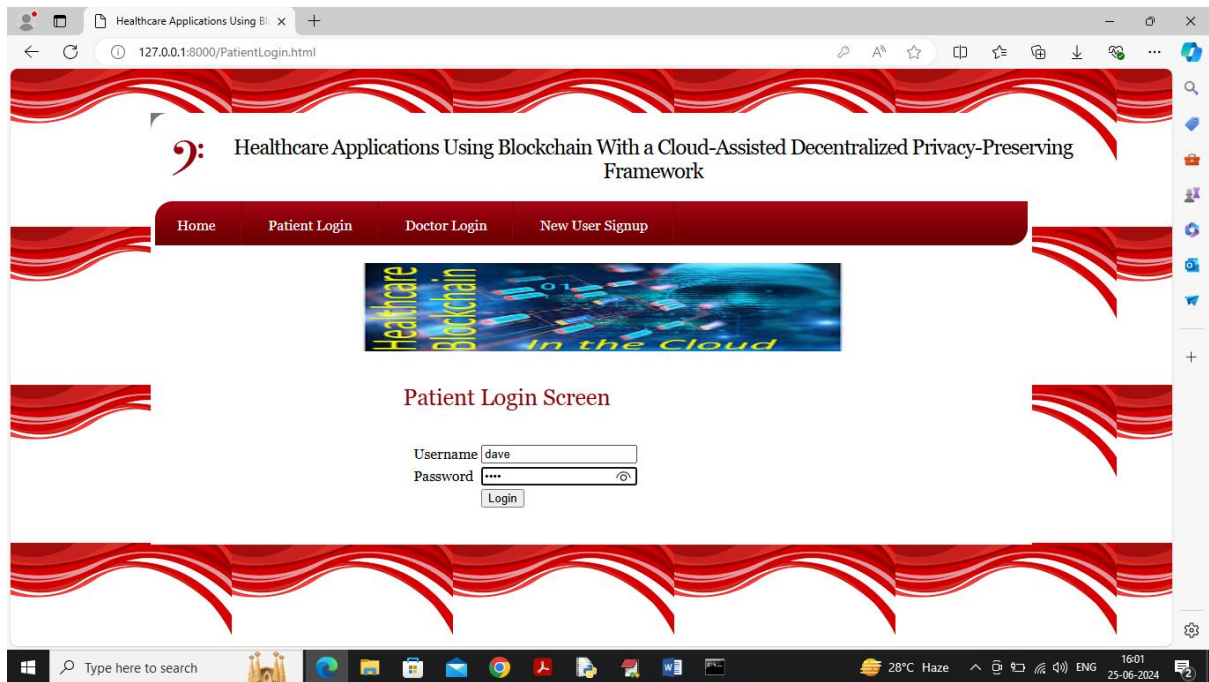 Healthcare Applications Using Bl
127.0.0.1:8000/PatientLogin.html
Healthcare Applications Using Blockchain With a Cloud-Assisted Decentralized Privacy-Preserving
Framework
Home Patient Login Doctor Login New User Signup
Healthcare
Blockchain
01
In the Cloud
Patient Login Screen
Username dave
Password ••••
Login
Type here to search
28°C Haze
ENG
16:01
25-06-2024
2